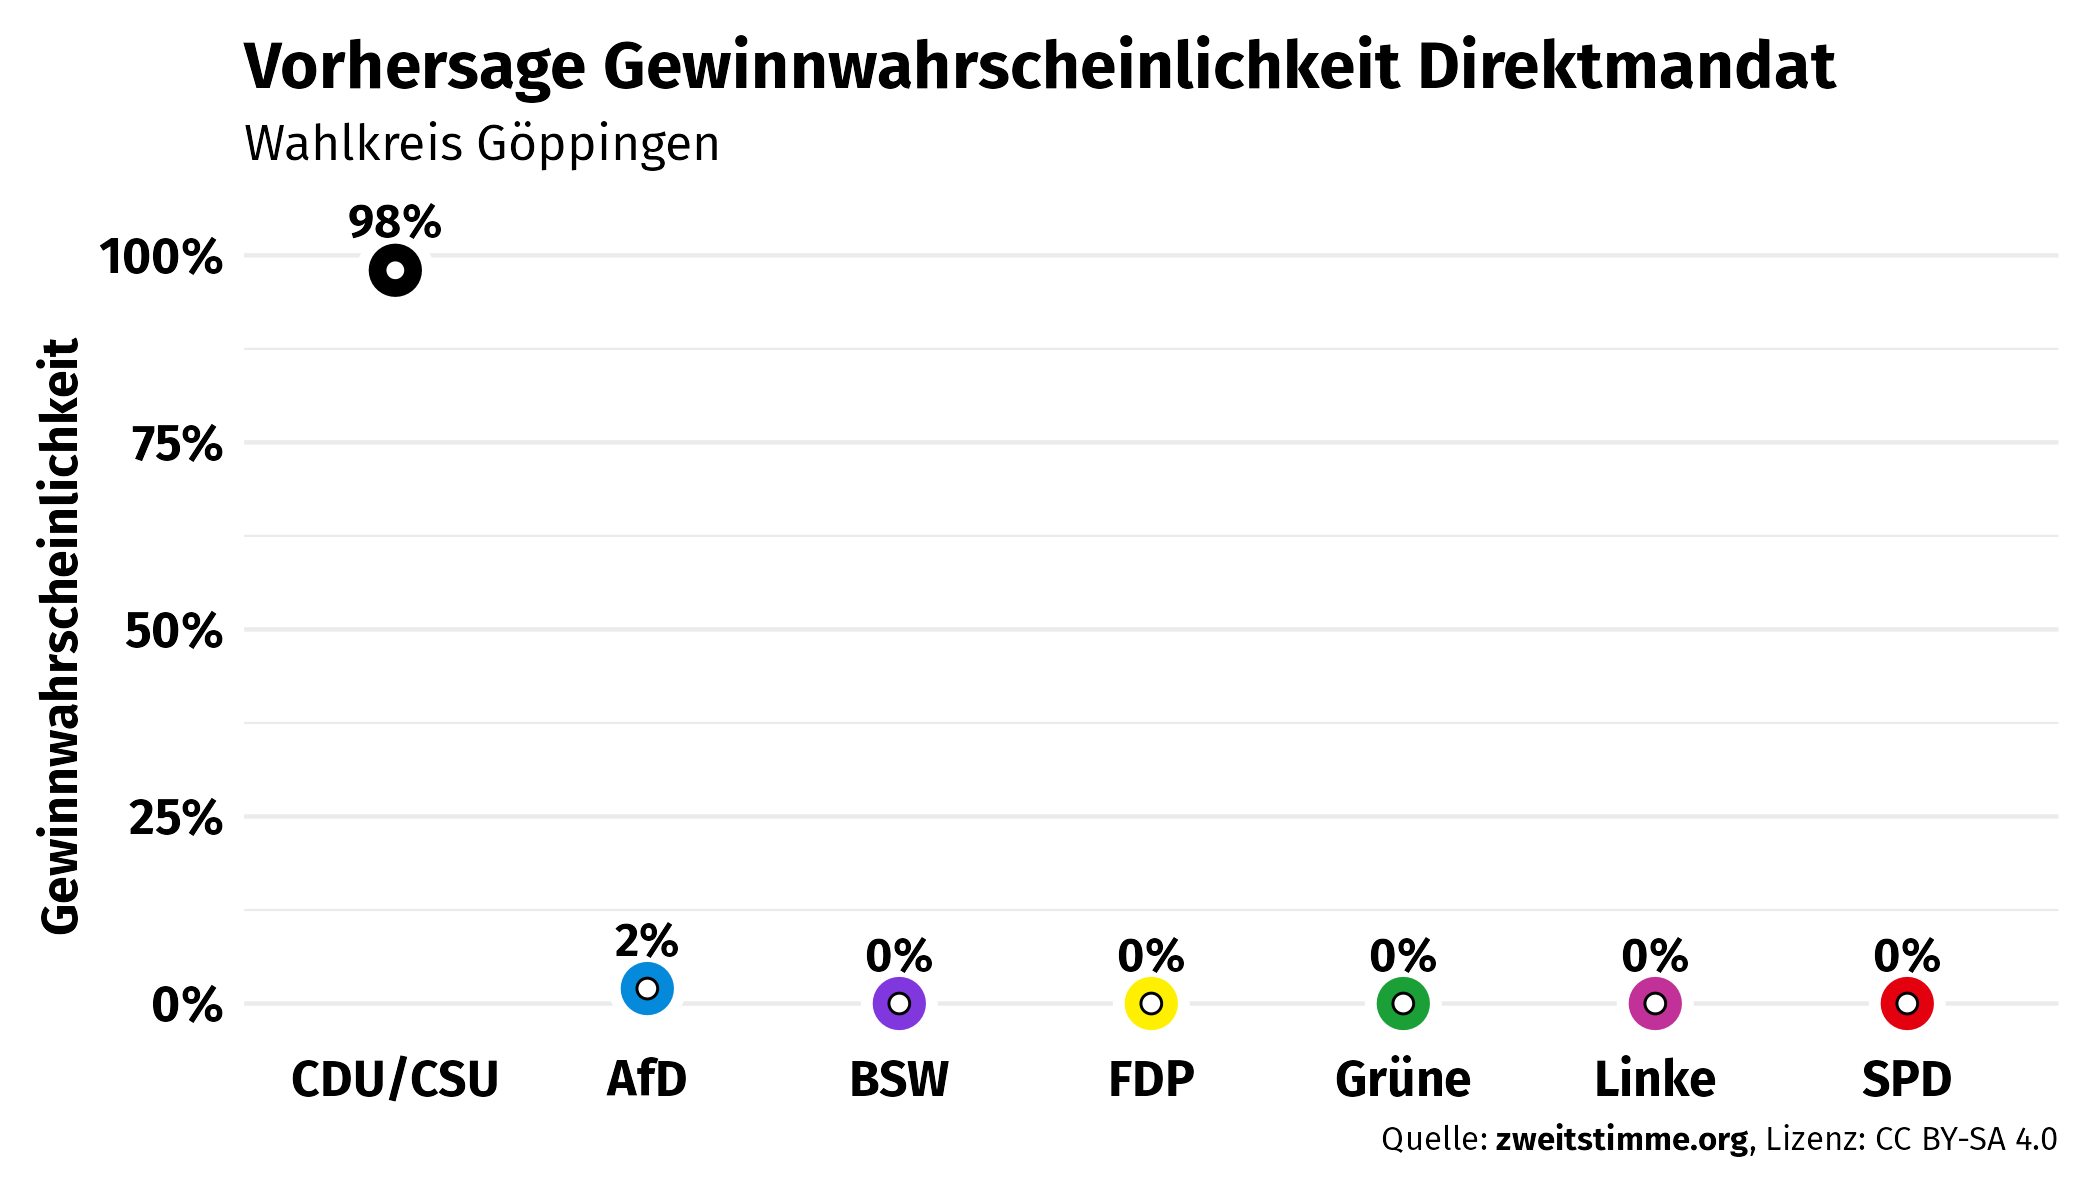 Vorhersage Gewinnwahrscheinlichkeit Direktmandat
Wahlkreis Göppingen
Gewinnwahrscheinlichkeit
100%
75%
50%
25%
0%
98%
2%
0%
0%
0%
0%
0%
CDU/CSU
AfD
BSW
FDP
Grüne
Linke
SPD
Quelle: zweitstimme.org, Lizenz: CC BY-SA 4.0